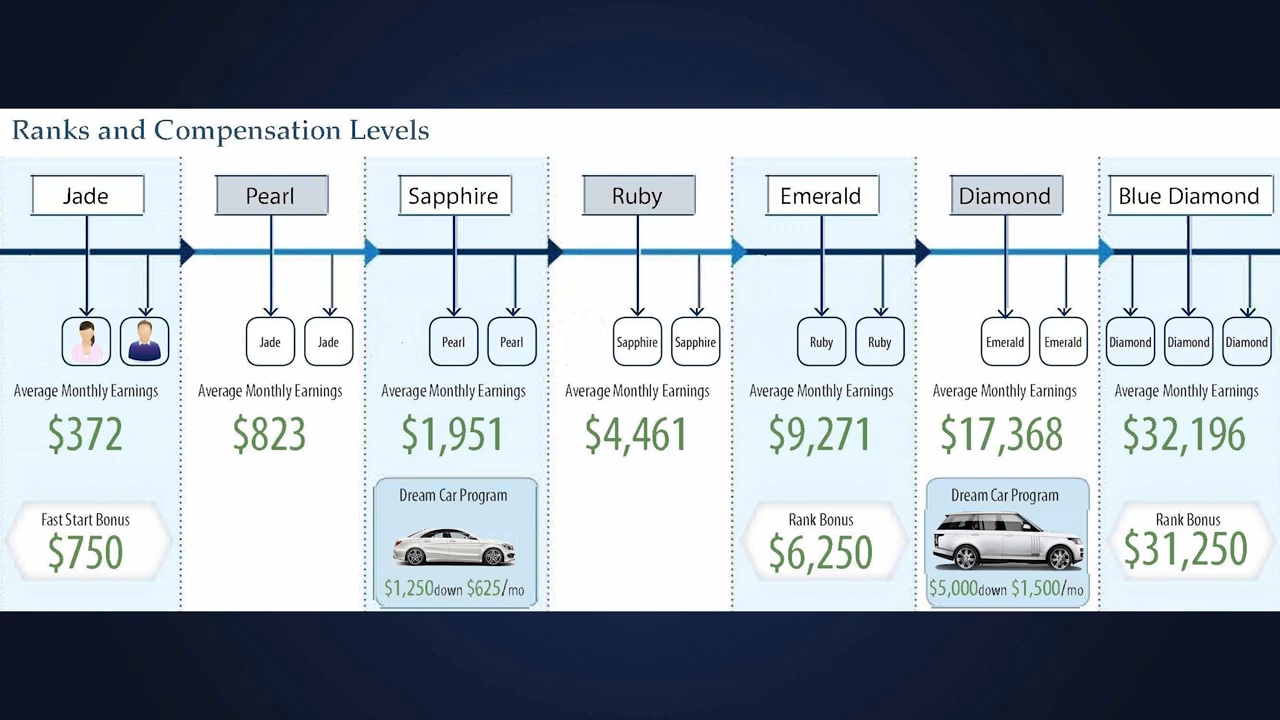 Ranks and Compensation Levels
Jade
Pearl
Sapphire
Ruby
Emerald
Diamond
Blue Diamond
Jade
Jade
Pearl
Pearl
Sapphire
Sapphire
Ruby
Ruby
Emerald
Emerald
Diamond
Diamond
Diamond
Average Monthly Earnings
$372
Average Monthly Earnings
$823
Average Monthly Earnings
$1,951
Average Monthly Earnings
$4,461
Average Monthly Earnings
$9,271
Average Monthly Earnings
$17,368
Average Monthly Earnings
$32,196
Fast Start Bonus
$750
Dream Car Program
$1,250down $625/mo
Rank Bonus
$6,250
Dream Car Program
$5,000down $1,500/mo
Rank Bonus
$31,250